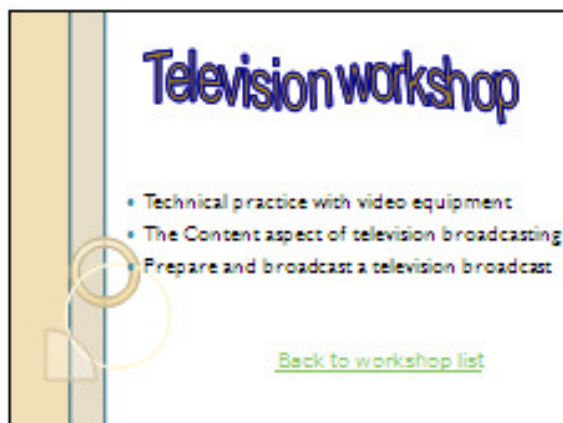 Television workshop
• Technical practice with video equipment
• The Content aspect of television broadcasting
• Prepare and broadcast a television broadcast
Back to workshop list